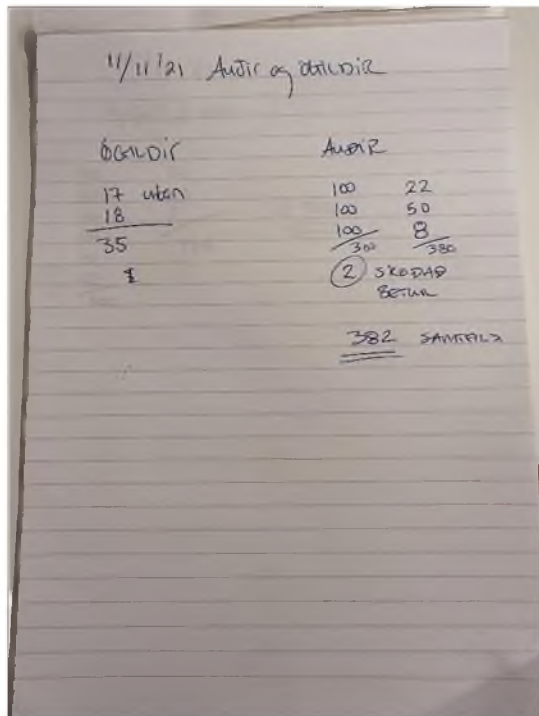 11/11 '21 Auðir og ÓGILDIR
ÓGILDIR
17 utan
18
35
1
AUÐIR
100 22
100 50
100 8
300 380
2 SKOÐAÐ
BETUR
382